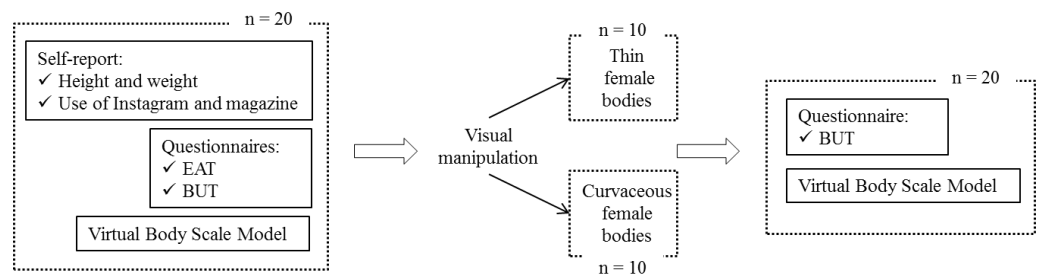 n = 20
Self-report:
✓ Height and weight
✓ Use of Instagram and magazine
Questionnaires:
✓ EAT
✓ BUT
Virtual Body Scale Model
Visual
manipulation
n = 10
Thin
female
bodies
Curvaceous
female
bodies
n = 10
n = 20
Questionnaire:
✓ BUT
Virtual Body Scale Model